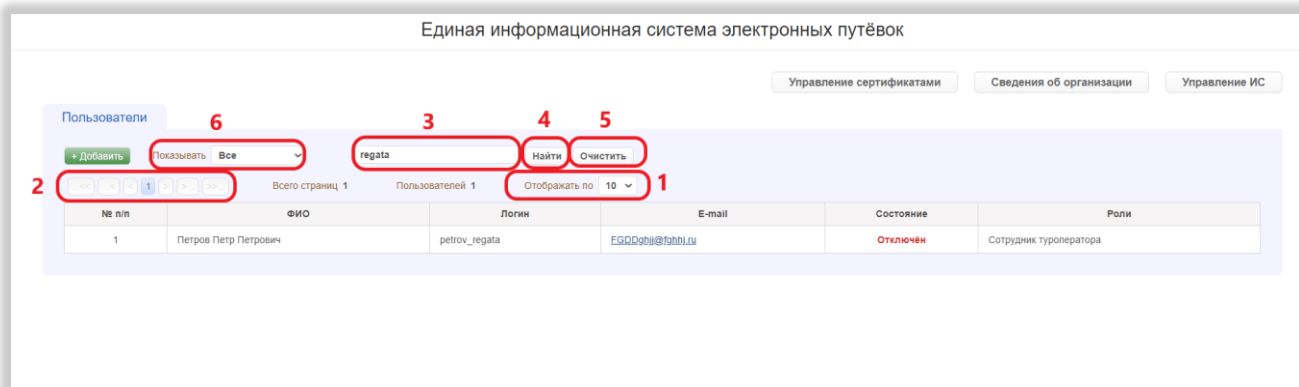 Единая информационная система электронных путёвок
Управление сертификатами Сведения об организации Управление ИС
Пользователи
6 3 4 5
+ Добавить Показывать Все regata Найти Очистить
2 << < < 1 > > >> Всего страниц 1 Пользователей 1 Отображать по 10 1
№ п/п ФИО Логин E-mail Состояние Роли
1 Петров Петр Петрович petrov_regata FGDDghjj@fghhj.ru Отключён Сотрудник туроператора